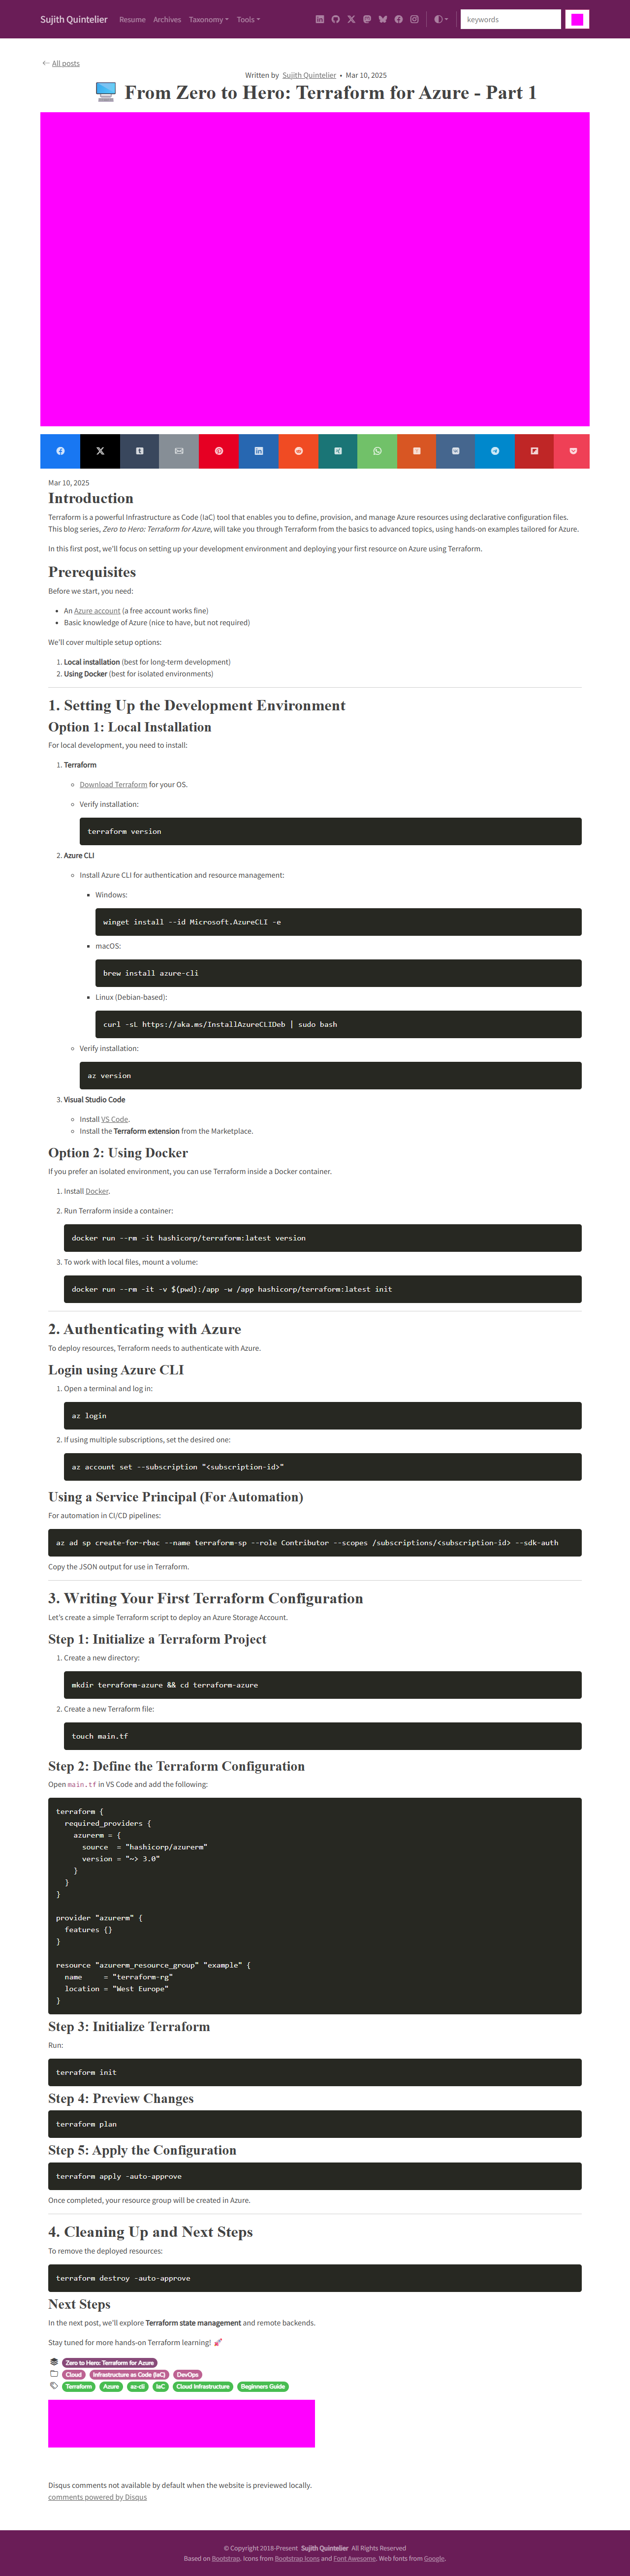 Sujith Quintelier Resume Archives Taxonomy Tools keywords
← All posts
Written by Sujith Quintelier • Mar 10, 2025
From Zero to Hero: Terraform for Azure - Part 1
Mar 10, 2025
Introduction
Terraform is a powerful Infrastructure as Code (IaC) tool that enables you to define, provision, and manage Azure resources using declarative configuration files.
This blog series, Zero to Hero: Terraform for Azure, will take you through Terraform from the basics to advanced topics, using hands-on examples tailored for Azure.
In this first post, we'll focus on setting up your development environment and deploying your first resource on Azure using Terraform.
Prerequisites
Before we start, you need:
• An Azure account (a free account works fine)
• Basic knowledge of Azure (nice to have, but not required)
We'll cover multiple setup options:
1. Local installation (best for long-term development)
2. Using Docker (best for isolated environments)
1. Setting Up the Development Environment
Option 1: Local Installation
For local development, you need to install:
1. Terraform
Download Terraform for your OS.
Verify installation:
terraform version
2. Azure CLI
Install Azure CLI for authentication and resource management:
Windows:
winget install --id Microsoft.AzureCLI -e
macOS:
brew install azure-cli
Linux (Debian-based):
curl -sL https://aka.ms/InstallAzureCLIDeb | sudo bash
Verify installation:
az version
3. Visual Studio Code
Install VS Code.
Install the Terraform extension from the Marketplace.
Option 2: Using Docker
If you prefer an isolated environment, you can use Terraform inside a Docker container.
1. Install Docker.
2. Run Terraform inside a container:
docker run --rm -it hashicorp/terraform:latest version
3. To work with local files, mount a volume:
docker run --rm -it -v $(pwd):/app -w /app hashicorp/terraform:latest init
2. Authenticating with Azure
To deploy resources, Terraform needs to authenticate with Azure.
Login using Azure CLI
1. Open a terminal and log in:
az login
2. If using multiple subscriptions, set the desired one:
az account set --subscription "<subscription-id>"
Using a Service Principal (For Automation)
For automation in CI/CD pipelines:
az ad sp create-for-rbac --name terraform-sp --role Contributor --scopes /subscriptions/<subscription-id> --sdk-auth
Copy the JSON output for use in Terraform.
3. Writing Your First Terraform Configuration
Let's create a simple Terraform script to deploy an Azure Storage Account.
Step 1: Initialize a Terraform Project
1. Create a new directory:
mkdir terraform-azure && cd terraform-azure
2. Create a new Terraform file:
touch main.tf
Step 2: Define the Terraform Configuration
Open main.tf in VS Code and add the following:
terraform {
required_providers {
azurerm = {
source = "hashicorp/azurerm"
version = "~> 3.0"
}
}
}
provider "azurerm" {
features {}
}
resource "azurerm_resource_group" "example" {
name = "terraform-rg"
location = "West Europe"
}
Step 3: Initialize Terraform
Run:
terraform init
Step 4: Preview Changes
terraform plan
Step 5: Apply the Configuration
terraform apply -auto-approve
Once completed, your resource group will be created in Azure.
4. Cleaning Up and Next Steps
To remove the deployed resources:
terraform destroy -auto-approve
Next Steps
In the next post, we'll explore Terraform state management and remote backends.
Stay tuned for more hands-on Terraform learning! 🚀
Zero to Hero: Terraform for Azure
Cloud Infrastructure as Code (IaC) DevOps
Terraform Azure az-cli IaC Cloud Infrastructure Beginners Guide
Disqus comments not available by default when the website is previewed locally.
comments powered by Disqus
© Copyright 2018-Present Sujith Quintelier All Rights Reserved
Based on Bootstrap. Icons from Bootstrap Icons and Font Awesome. Web fonts from Google.